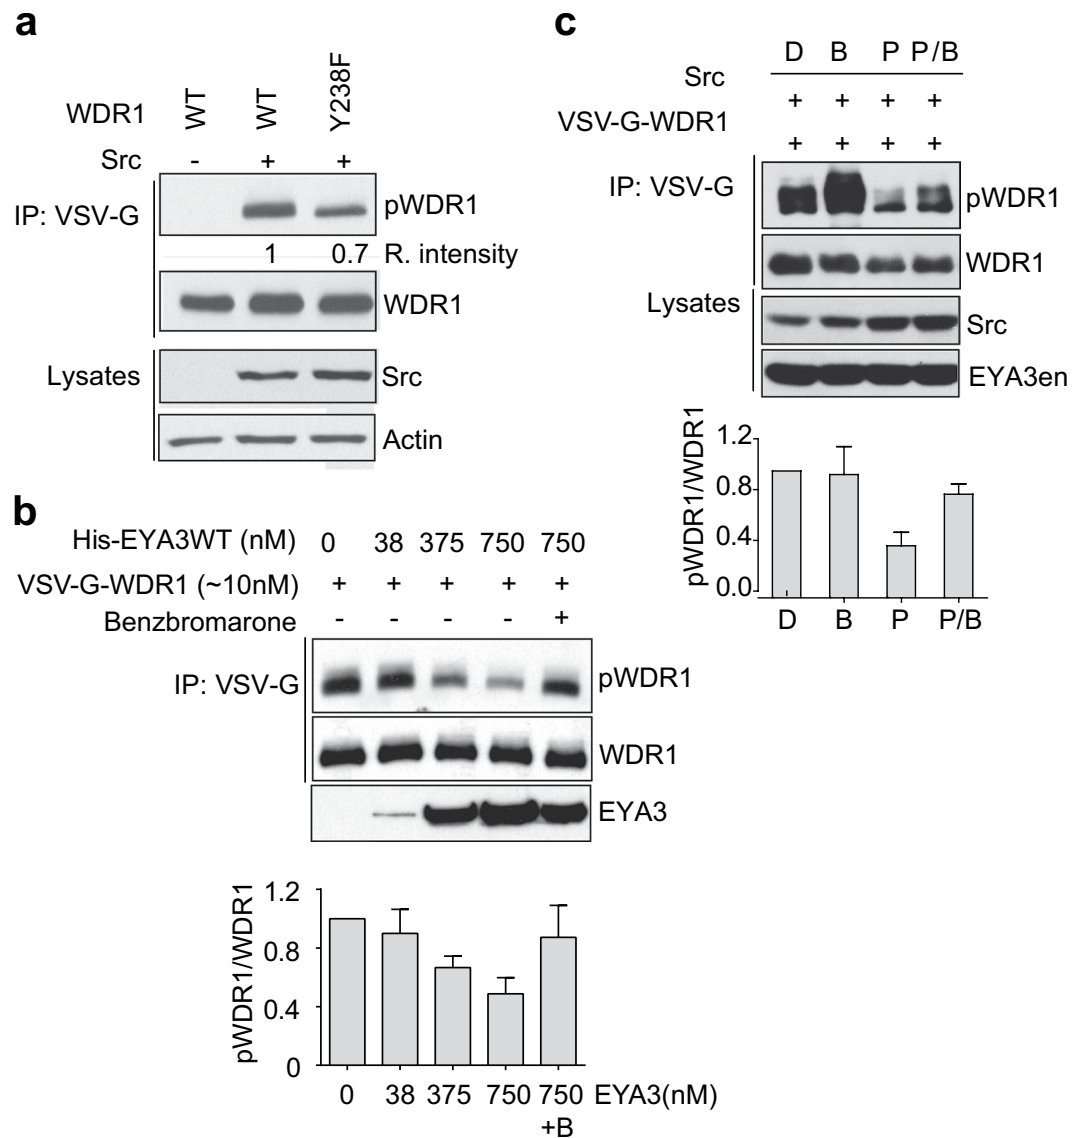 a
WDR1 WT WT Y238F
Src - + +
IP: VSV-G pWDR1
1 0.7 R. intensity
WDR1
Lysates Src
Actin
b
His-EYA3WT (nM) 0 38 375 750 750
VSV-G-WDR1 (~10nM) + + + + +
Benzbromarone - - - - +
IP: VSV-G pWDR1
WDR1
EYA3
pWDR1/WDR1
1.2
0.8
0.4
0
0 38 375 750 750 EYA3(nM)
+B
c
D B P P/B
Src + + + +
VSV-G-WDR1 + + + +
IP: VSV-G pWDR1
WDR1
Lysates Src
EYA3en
pWDR1/WDR1
1.2
0.8
0.4
0.0
D B P P/B